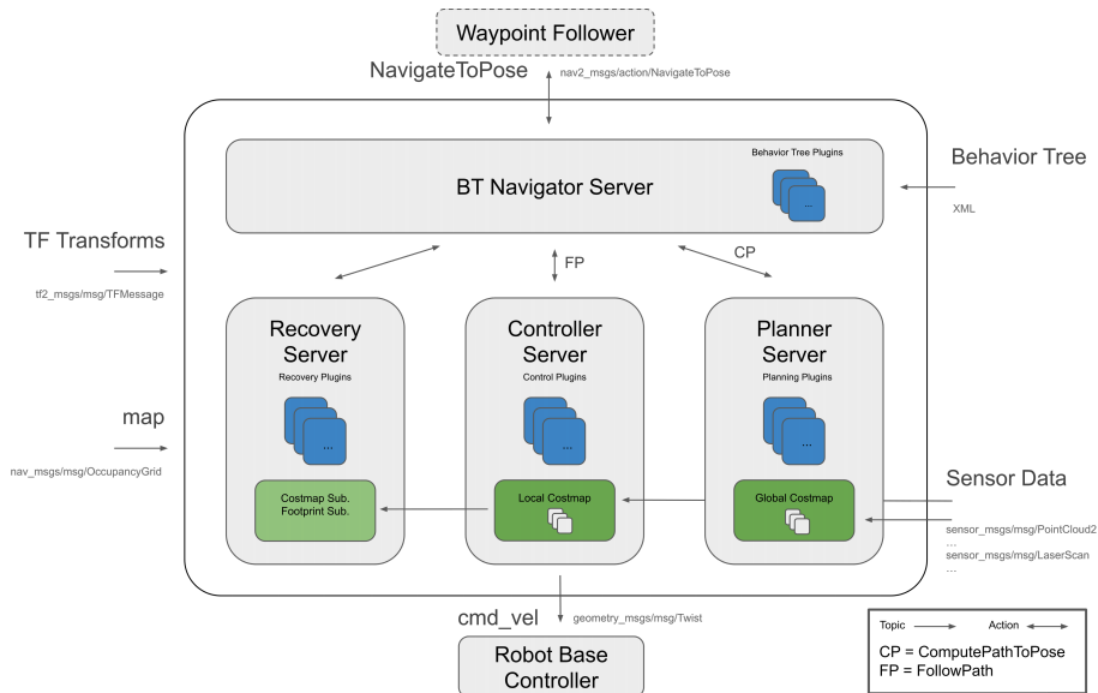 Waypoint Follower
NavigateToPose
nav2_msgs/action/NavigateToPose
Behavior Tree Plugins
...
BT Navigator Server
Behavior Tree
XML
TF Transforms
tf2_msgs/msg/TFMessage
FP
CP
Recovery
Server
Recovery Plugins
...
Controller
Server
Control Plugins
...
Planner
Server
Planning Plugins
...
map
nav_msgs/msg/OccupancyGrid
Costmap Sub.
Footprint Sub.
Local Costmap
Global Costmap
Sensor Data
sensor_msgs/msg/PointCloud2
...
sensor_msgs/msg/LaserScan
...
cmd_vel
geometry_msgs/msg/Twist
Robot Base
Controller
Topic
Action
CP = ComputePathToPose
FP = FollowPath